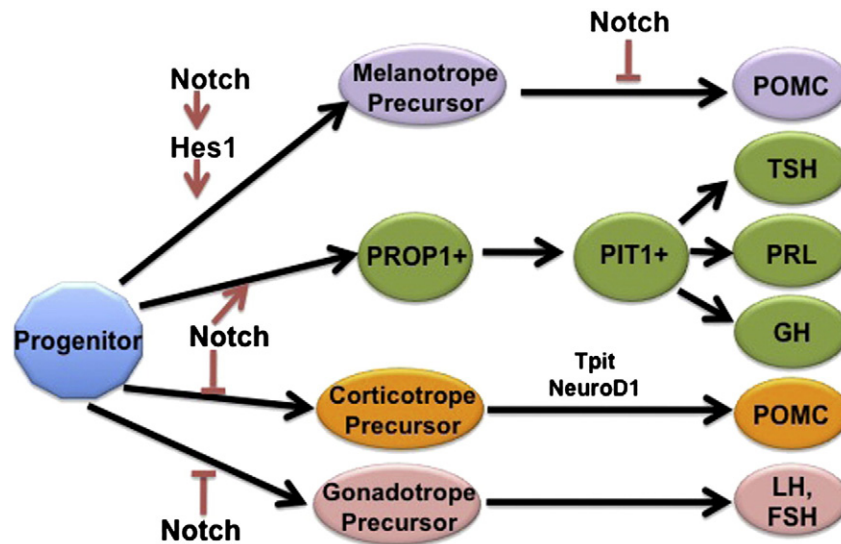 Notch
Notch
Hes1
Melanotrope
Precursor
POMC
TSH
PROP1+
PIT1+
PRL
GH
Progenitor
Notch
Tpit
NeuroD1
Corticotrope
Precursor
POMC
Gonadotrope
Precursor
LH,
FSH
Notch